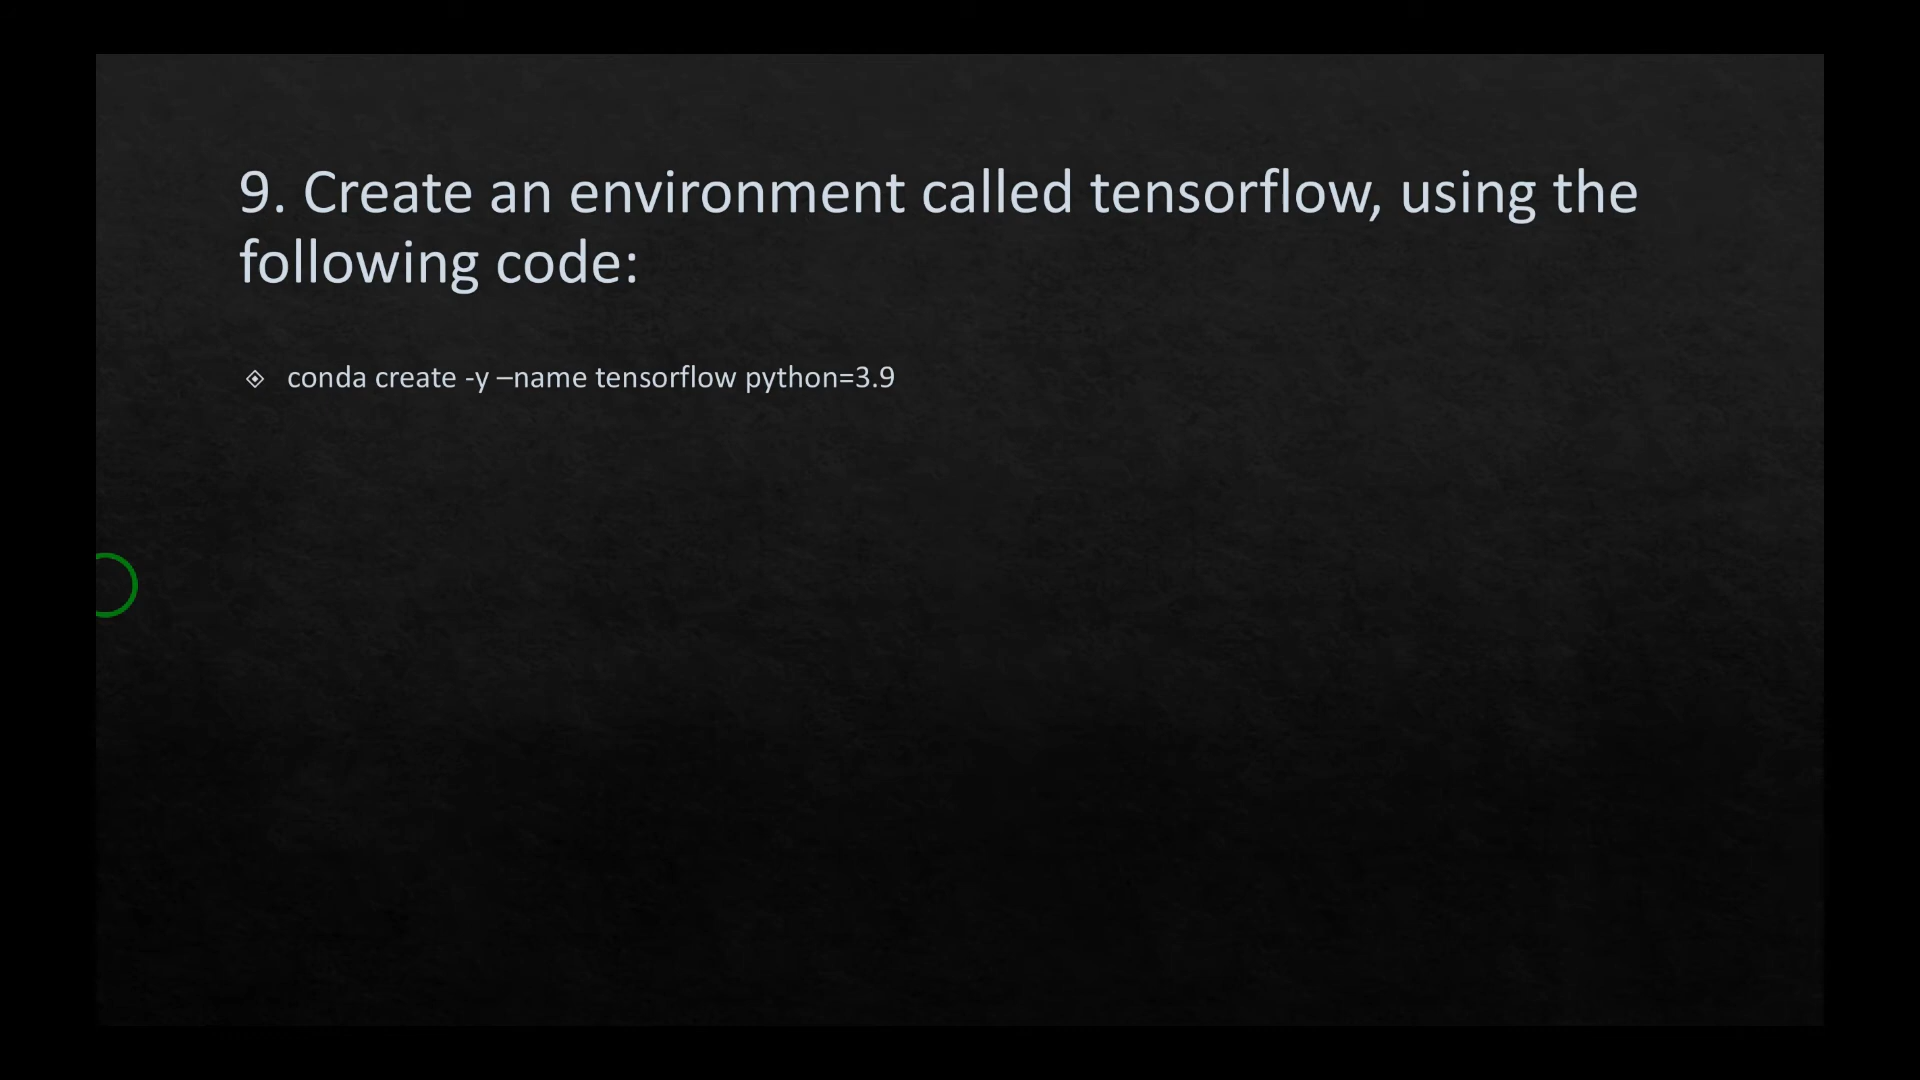 9. Create an environment called tensorflow, using the
following code:
conda create -y –name tensorflow python=3.9